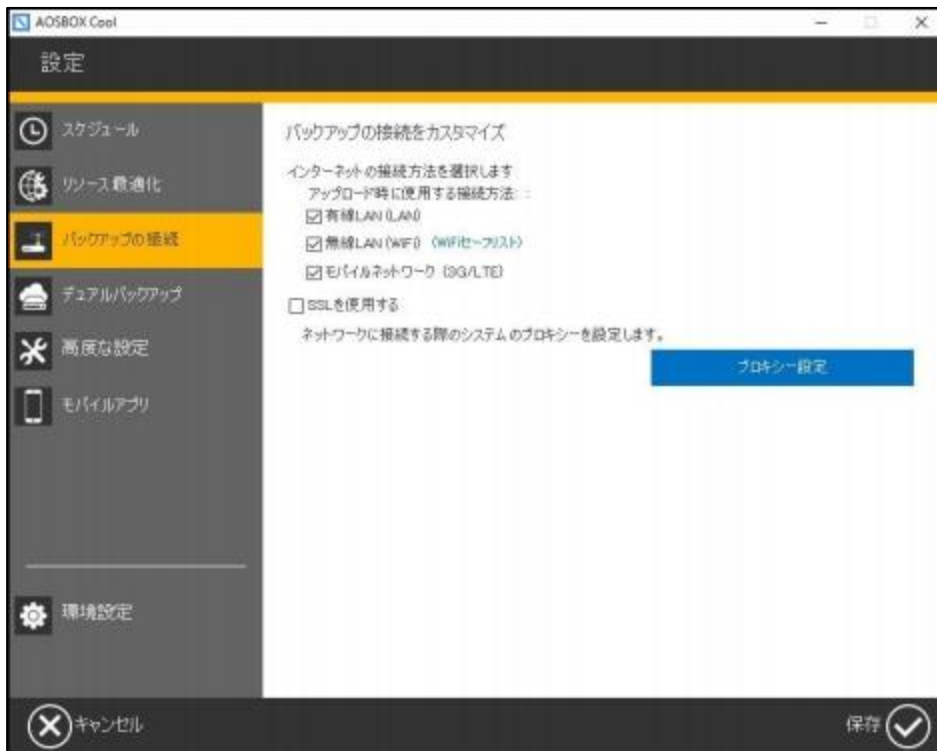 AOSBOX Cool
設定
スケジュール
リソース最適化
バックアップの接続
デュアルバックアップ
高度な設定
モバイルアプリ
環境設定
バックアップの接続をカスタマイズ
インターネットの接続方法を選択します
アップロード時に使用する接続方法: :
有線LAN (LAN)
無線LAN (WiFi) (WiFiセーフリスト)
モバイルネットワーク (3G/LTE)
SSLを使用する
ネットワークに接続する際のシステムのプロキシーを設定します。
プロキシー設定
キャンセル
保存